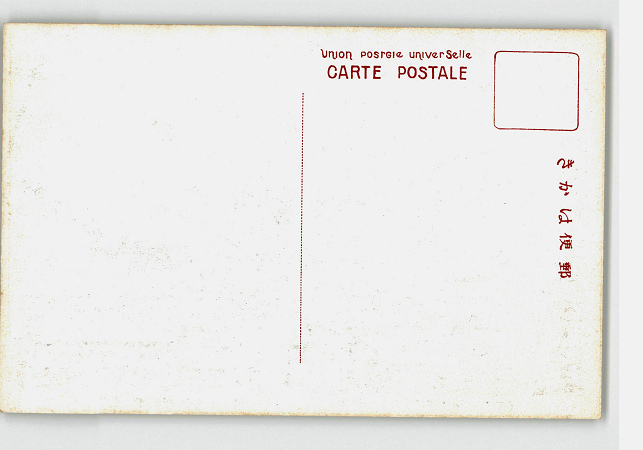 Union postale universelle
CARTE POSTALE
郵便はかき